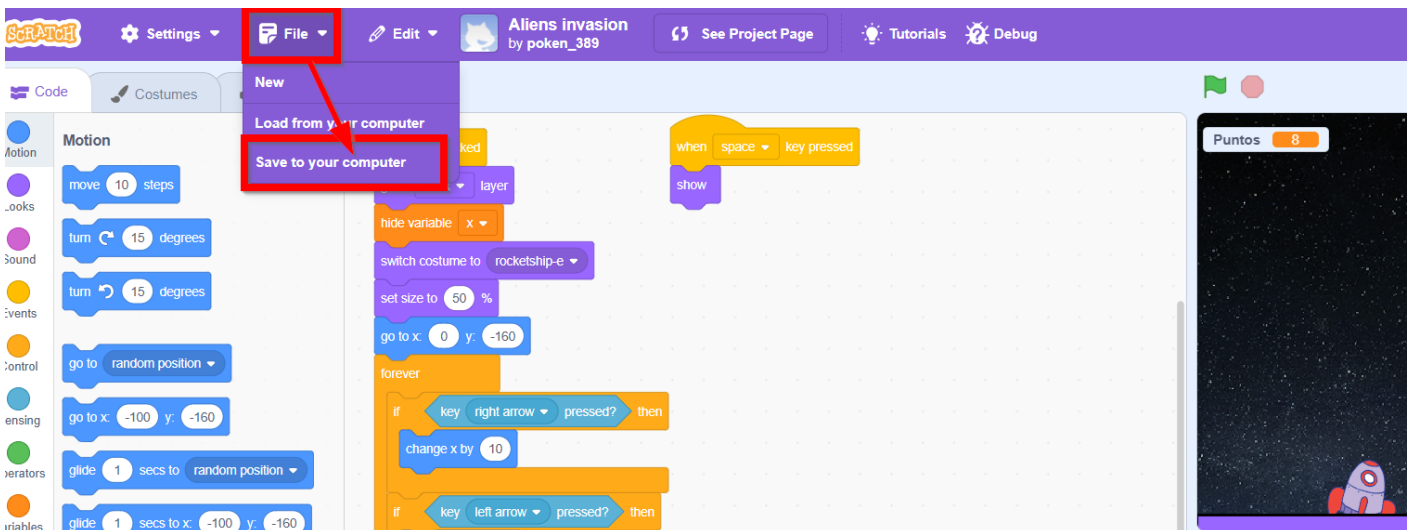 SCRATCH
Settings
File
Edit
Aliens invasion
by poken_389
See Project Page
Tutorials
Debug
New
Load from your computer
Save to your computer
Code
Costumes
Motion
Looks
Sound
Events
Control
ensing
perators
riables
Motion
move 10 steps
turn 15 degrees
turn 15 degrees
go to random position
go to x: -100 y: -160
glide 1 secs to random position
glide 1 secs to x: -100 y: -160
ked
layer
hide variable x
switch costume to rocketship-e
set size to 50 %
go to x: 0 y: -160
forever
if key right arrow pressed? then
change x by 10
if key left arrow pressed? then
when space key pressed
show
Puntos 8